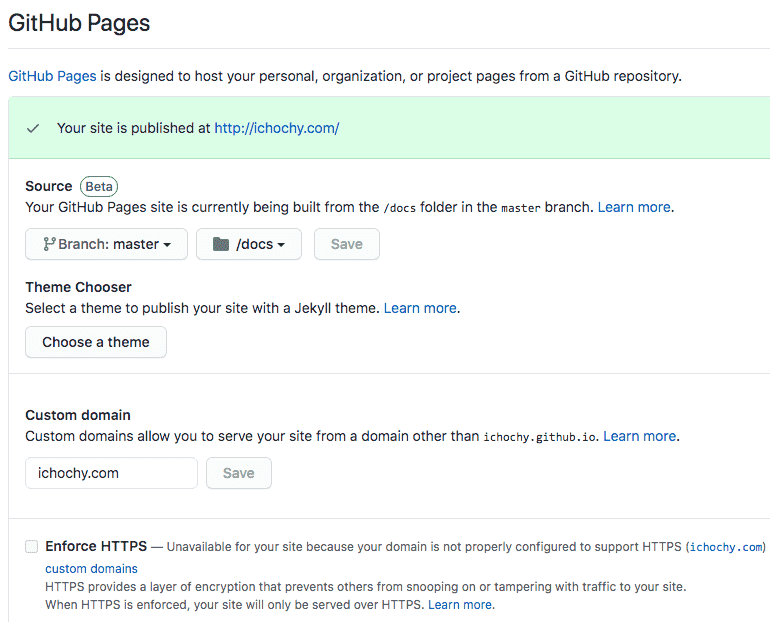 GitHub Pages
GitHub Pages is designed to host your personal, organization, or project pages from a GitHub repository.
Your site is published at http://ichochy.com/
Source Beta
Your GitHub Pages site is currently being built from the /docs folder in the master branch. Learn more.
Branch: master /docs Save
Theme Chooser
Select a theme to publish your site with a Jekyll theme. Learn more.
Choose a theme
Custom domain
Custom domains allow you to serve your site from a domain other than ichochy.github.io. Learn more.
ichochy.com Save
Enforce HTTPS — Unavailable for your site because your domain is not properly configured to support HTTPS (ichochy.com)
custom domains
HTTPS provides a layer of encryption that prevents others from snooping on or tampering with traffic to your site.
When HTTPS is enforced, your site will only be served over HTTPS. Learn more.